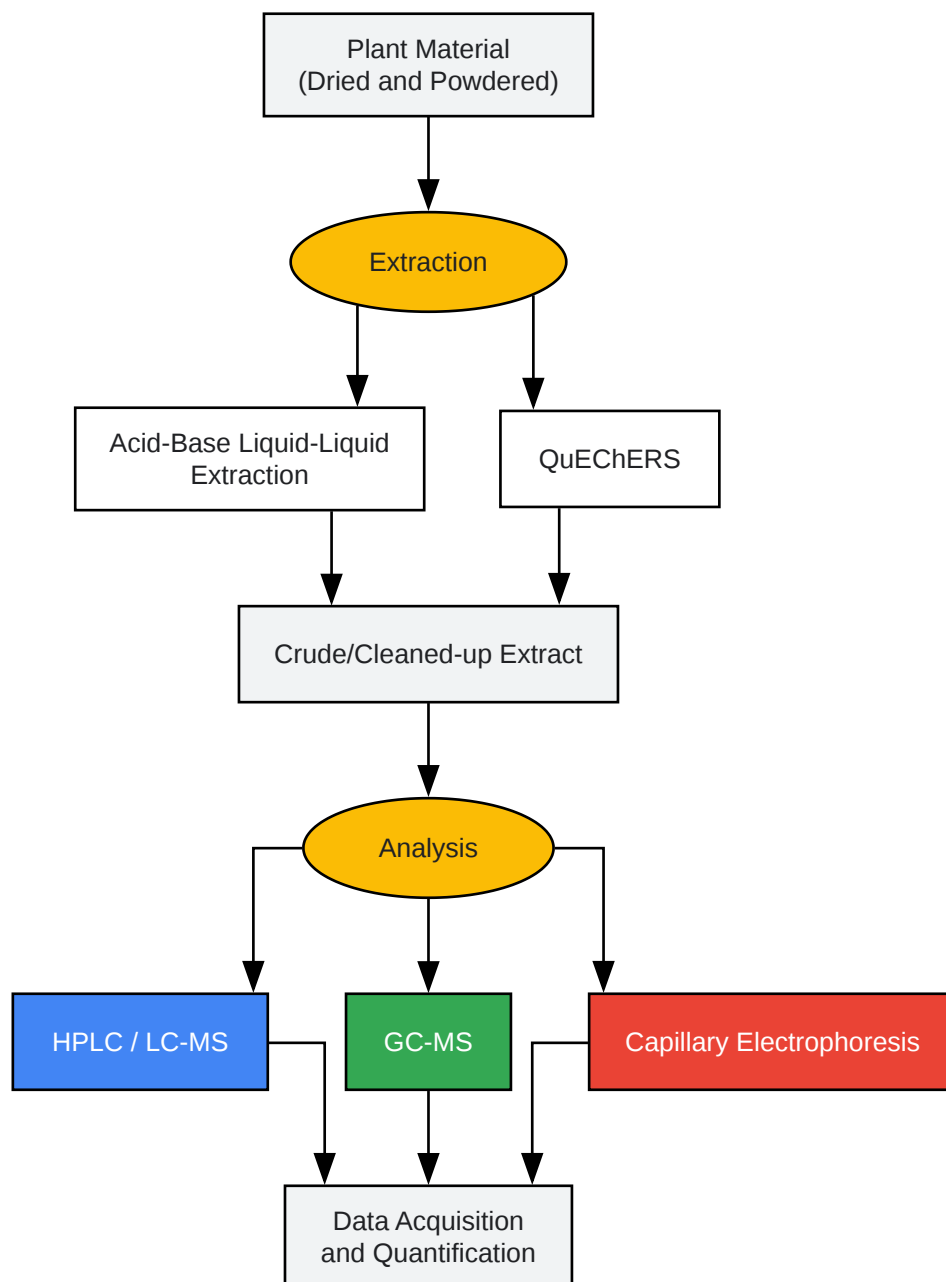 Plant Material
(Dried and Powdered)
Extraction
Acid-Base Liquid-Liquid
Extraction
QuEChERS
Crude/Cleaned-up Extract
Analysis
HPLC / LC-MS
GC-MS
Capillary Electrophoresis
Data Acquisition
and Quantification